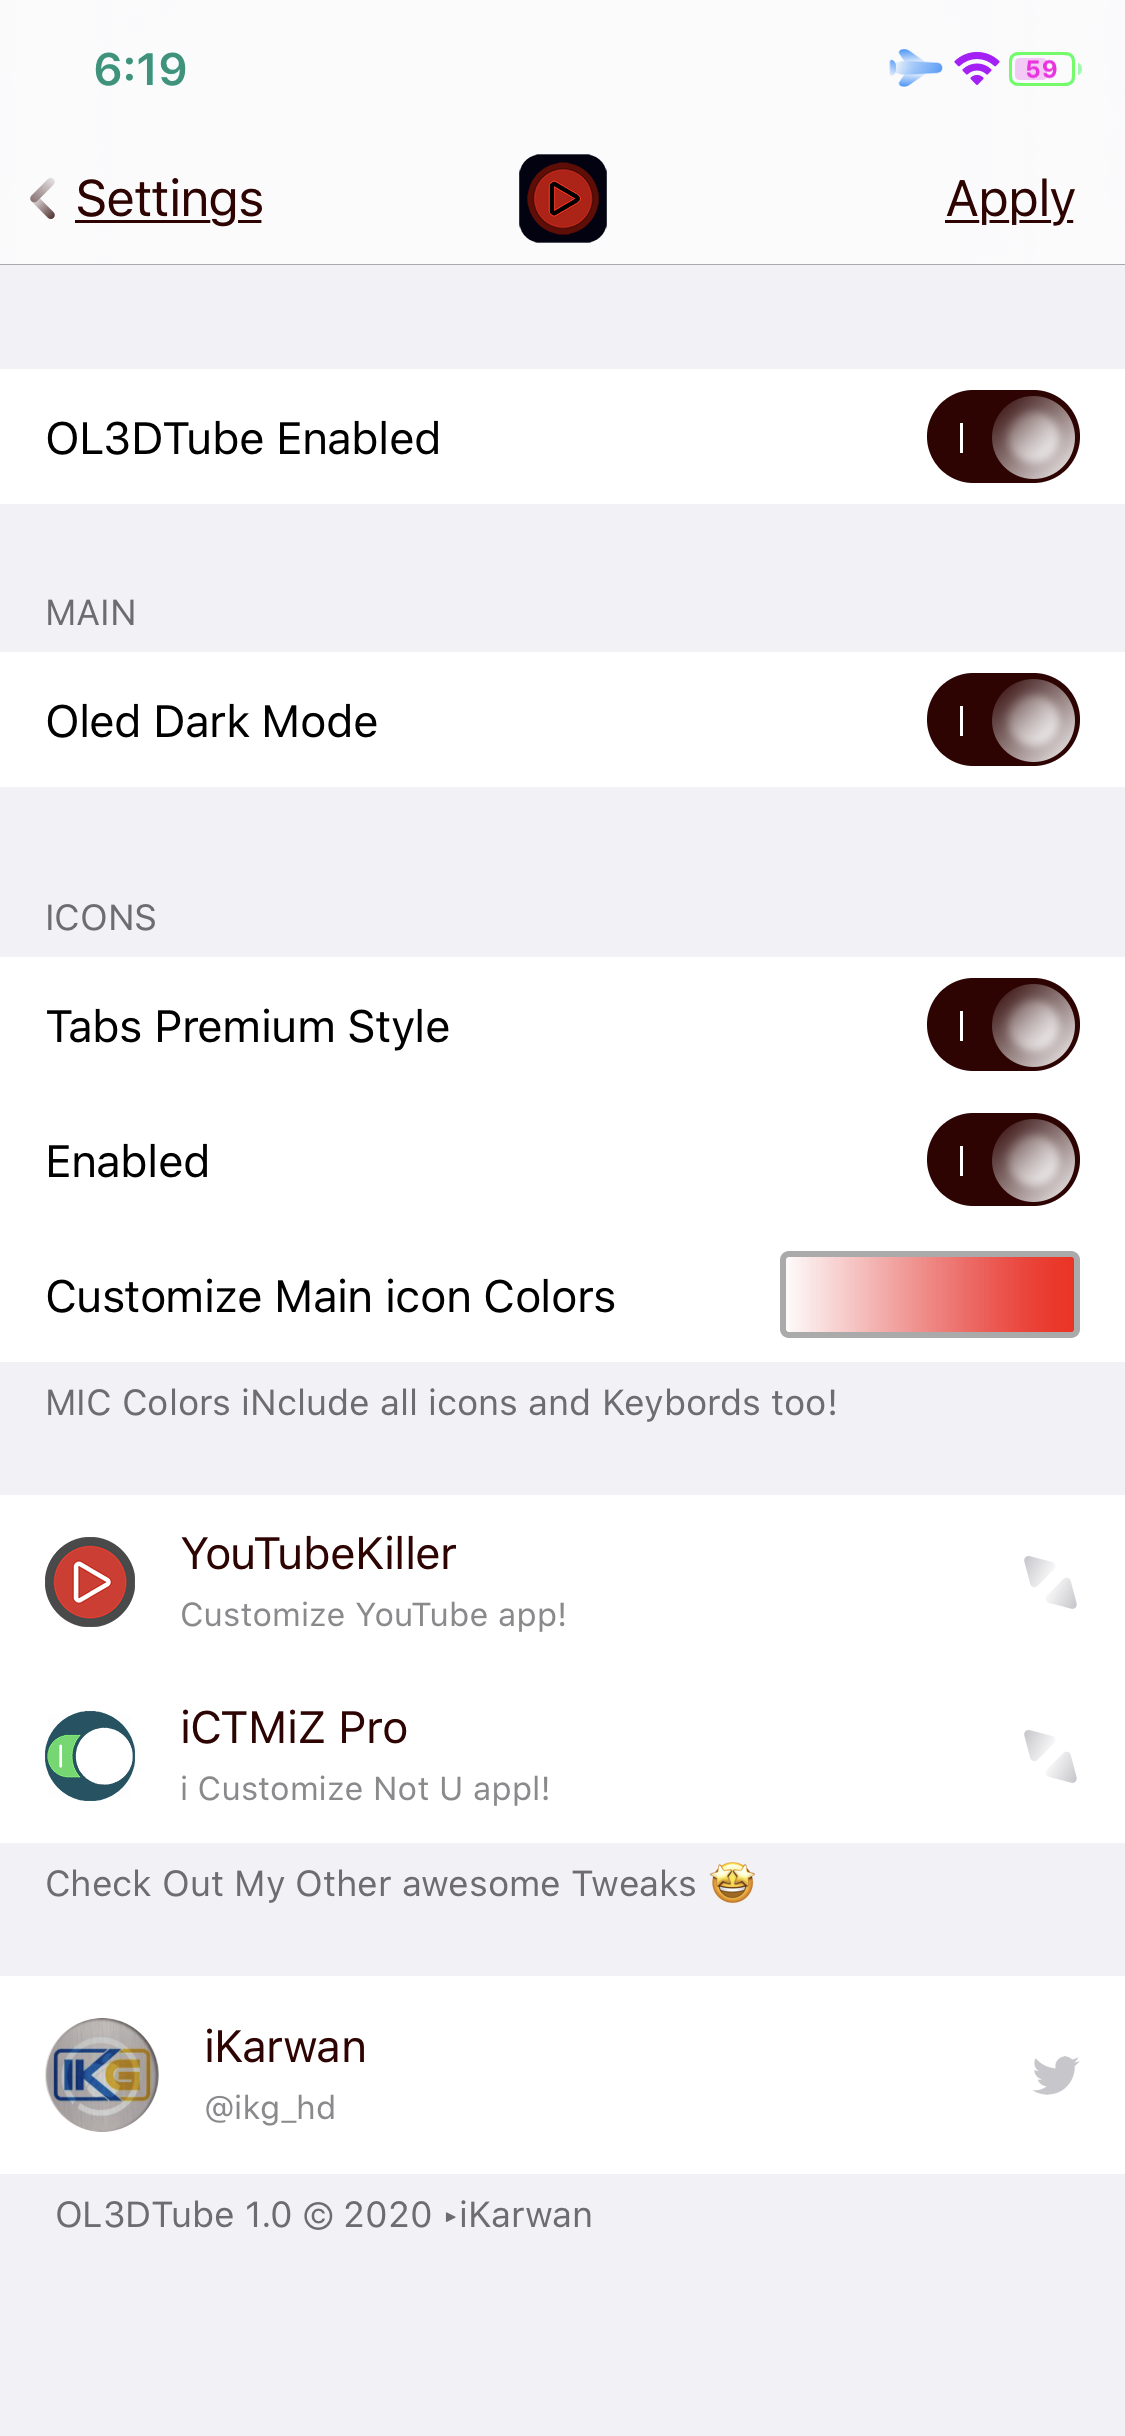 6:19
59
Settings
Apply
OL3DTube Enabled
MAIN
Oled Dark Mode
ICONS
Tabs Premium Style
Enabled
Customize Main icon Colors
MIC Colors iNclude all icons and Keybords too!
YouTubeKiller
Customize YouTube app!
iCTMiZ Pro
i Customize Not U appl!
Check Out My Other awesome Tweaks 🤩
IKG
iKarwan
@ikg_hd
OL3DTube 1.0 © 2020 ▸iKarwan